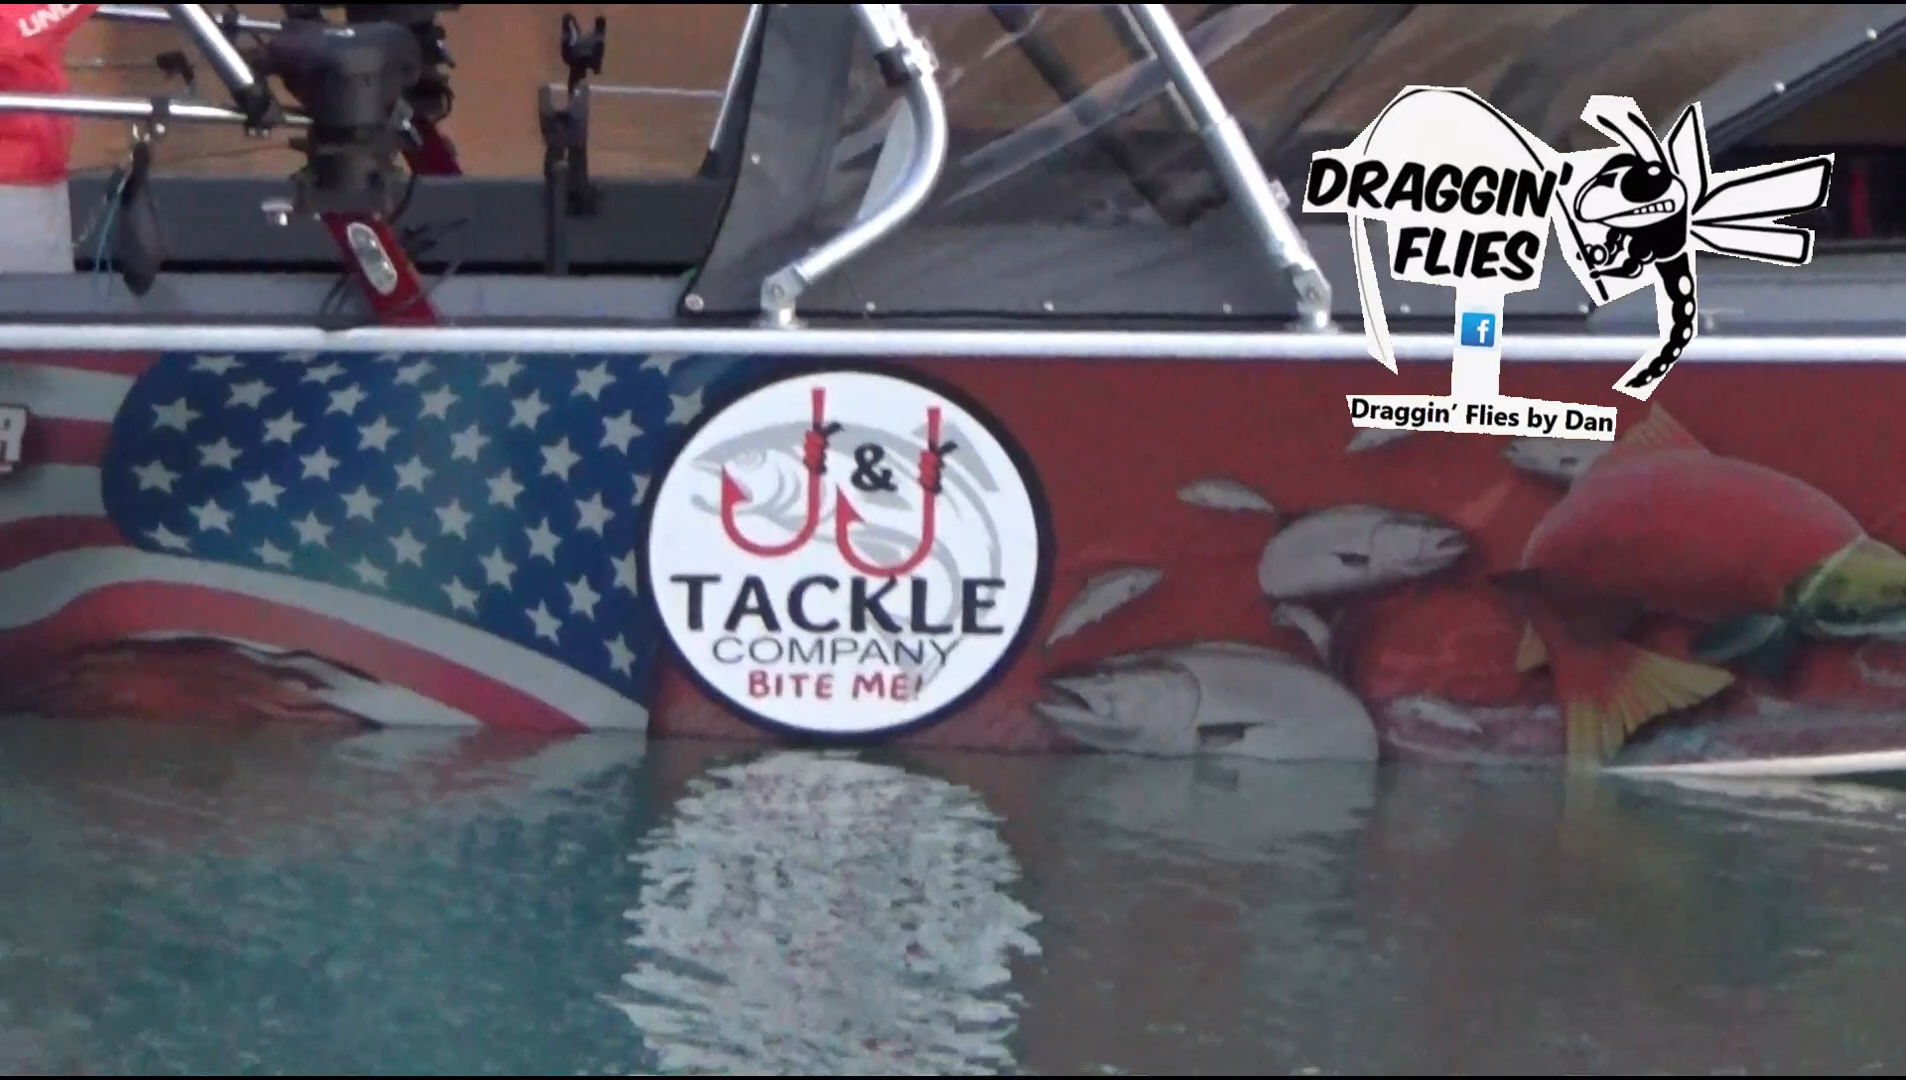 DRAGGIN'
FLIES
Draggin' Flies by Dan
J & J
TACKLE
COMPANY
BITE ME!